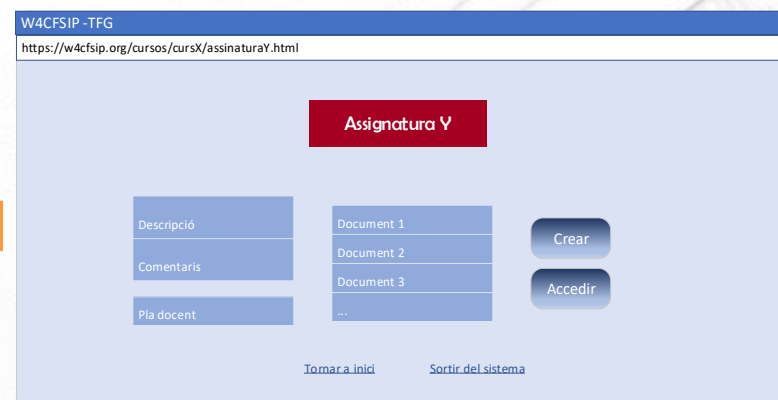 W4CFSIP -TFG
https://w4cfsip.org/cursos/cursX/assinaturaY.html
Assignatura Y
Descripció
Comentaris
Pla docent
Document 1
Document 2
Document 3
...
Crear
Accedir
Tornar a inici
Sortir del sistema